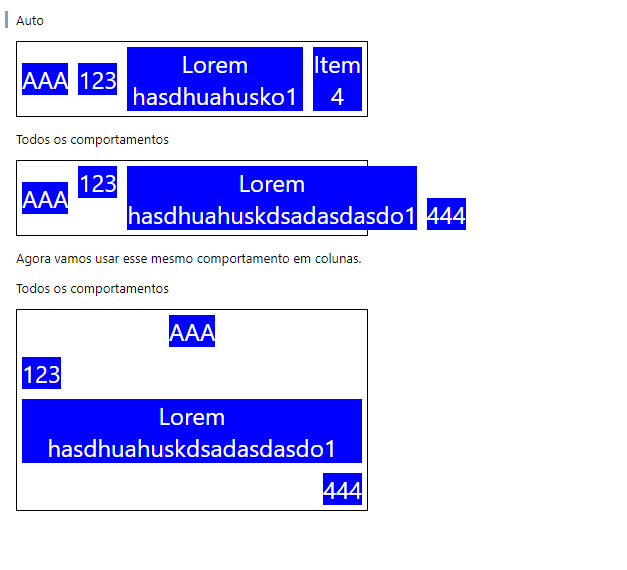 Auto
AAA 123 Lorem Item
hasdhuahusko1 4
Todos os comportamentos
AAA 123 Lorem
hasdhuahuskdsadasdasdo1 444
Agora vamos usar esse mesmo comportamento em colunas.
Todos os comportamentos
AAA
123
Lorem
hasdhuahuskdsadasdasdo1
444